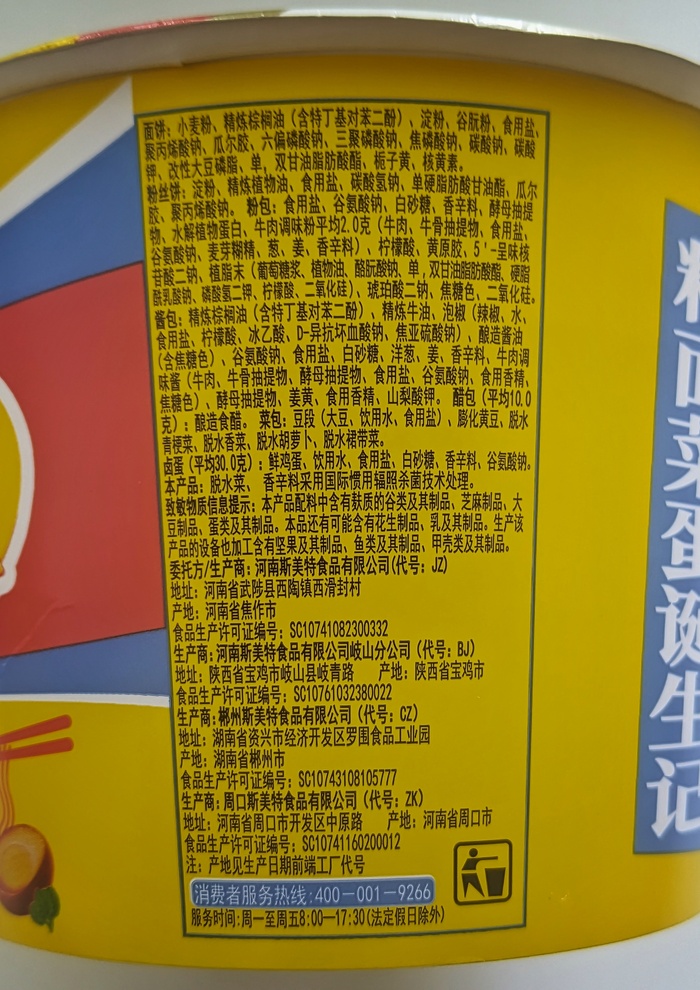 面饼：小麦粉、精炼棕榈油（含特丁基对苯二酚）、淀粉、谷朊粉、食用盐、
聚丙烯酸钠、瓜尔胶、六偏磷酸钠、三聚磷酸钠、焦磷酸钠、碳酸钠、碳酸
钾、改性大豆磷脂、单，双甘油脂肪酸酯、栀子黄、核黄素。
粉丝饼：淀粉、精炼植物油、食用盐、碳酸氢钠、单硬脂肪酸甘油酯、瓜尔
胶、聚丙烯酸钠。 粉包：食用盐、谷氨酸钠、白砂糖、香辛料、酵母抽提
物、水解植物蛋白、牛肉调味粉平均2.0克（牛肉、牛骨抽提物、食用盐、
谷氨酸钠、麦芽糊精、葱、姜、香辛料）、柠檬酸、黄原胶、5'-呈味核
苷酸二钠、植脂末（葡萄糖浆、植物油、酪朊酸钠、单，双甘油脂肪酸酯、硬脂
酰乳酸钠、磷酸氢二钾、柠檬酸、二氧化硅）、琥珀酸二钠、焦糖色、二氧化硅。
酱包：精炼棕榈油（含特丁基对苯二酚）、精炼牛油、泡椒（辣椒、水、
食用盐、柠檬酸、冰乙酸、D-异抗坏血酸钠、焦亚硫酸钠）、酿造酱油
（含焦糖色）、谷氨酸钠、食用盐、白砂糖、洋葱、姜、香辛料、牛肉调
味酱（牛肉、牛骨抽提物、酵母抽提物、食用盐、谷氨酸钠、食用香精、
焦糖色）、酵母抽提物、姜黄、食用香精、山梨酸钾。 醋包（平均10.0
克）：酿造食醋。 菜包：豆段（大豆、饮用水、食用盐）、膨化黄豆、脱水
青梗菜、脱水香菜、脱水胡萝卜、脱水裙带菜。
卤蛋（平均30.0克）：鲜鸡蛋、饮用水、食用盐、白砂糖、香辛料、谷氨酸钠。
本产品：脱水菜、 香辛料采用国际惯用辐照杀菌技术处理。
致敏物质信息提示：本产品配料中含有麸质的谷类及其制品、芝麻制品、大
豆制品、蛋类及其制品。本品还有可能含有花生制品、乳及其制品。生产该
产品的设备也加工含有坚果及其制品、鱼类及其制品、甲壳类及其制品。
委托方/生产商：河南斯美特食品有限公司（代号：JZ）
地址：河南省武陟县西陶镇西滑封村
产地：河南省焦作市
食品生产许可证编号：SC10741082300332
生产商：河南斯美特食品有限公司岐山分公司（代号：BJ）
地址：陕西省宝鸡市岐山县岐青路 产地：陕西省宝鸡市
食品生产许可证编号：SC10761032380022
生产商：郴州斯美特食品有限公司（代号：CZ）
地址：湖南省资兴市经济开发区罗围食品工业园
产地：湖南省郴州市
食品生产许可证编号：SC10743108105777
生产商：周口斯美特食品有限公司（代号：ZK）
地址：河南省周口市开发区中原路 产地：河南省周口市
食品生产许可证编号：SC10741160200012
注：产地见生产日期前端工厂代号
消费者服务热线：400-001-9266
服务时间：周一至周五8:00—17:30（法定假日除外）
面菜蛋诞生记